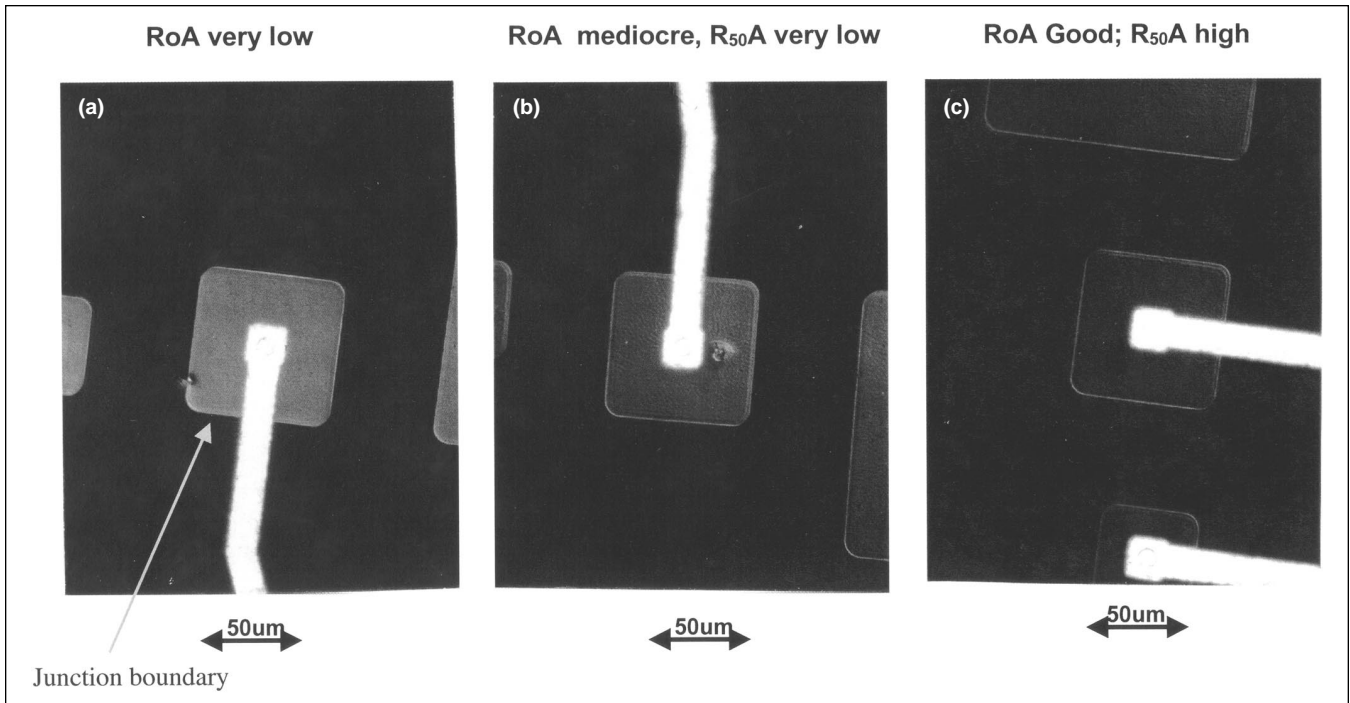 RoA very low
RoA mediocre, R₅₀A very low
RoA Good; R₅₀A high
(a)
(b)
(c)
50um
50um
50um
Junction boundary